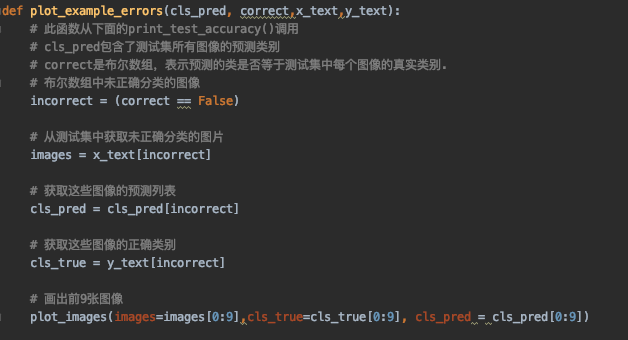 def plot_example_errors(cls_pred, correct,x_text,y_text):
# 此函数从下面的print_test_accuracy()调用
# cls_pred包含了测试集所有图像的预测类别
# correct是布尔数组，表示预测的类是否等于测试集中每个图像的真实类别.
# 布尔数组中未正确分类的图像
incorrect = (correct == False)
# 从测试集中获取未正确分类的图片
images = x_text[incorrect]
# 获取这些图像的预测列表
cls_pred = cls_pred[incorrect]
# 获取这些图像的正确类别
cls_true = y_text[incorrect]
# 画出前9张图像
plot_images(images=images[0:9],cls_true=cls_true[0:9], cls_pred = cls_pred[0:9])